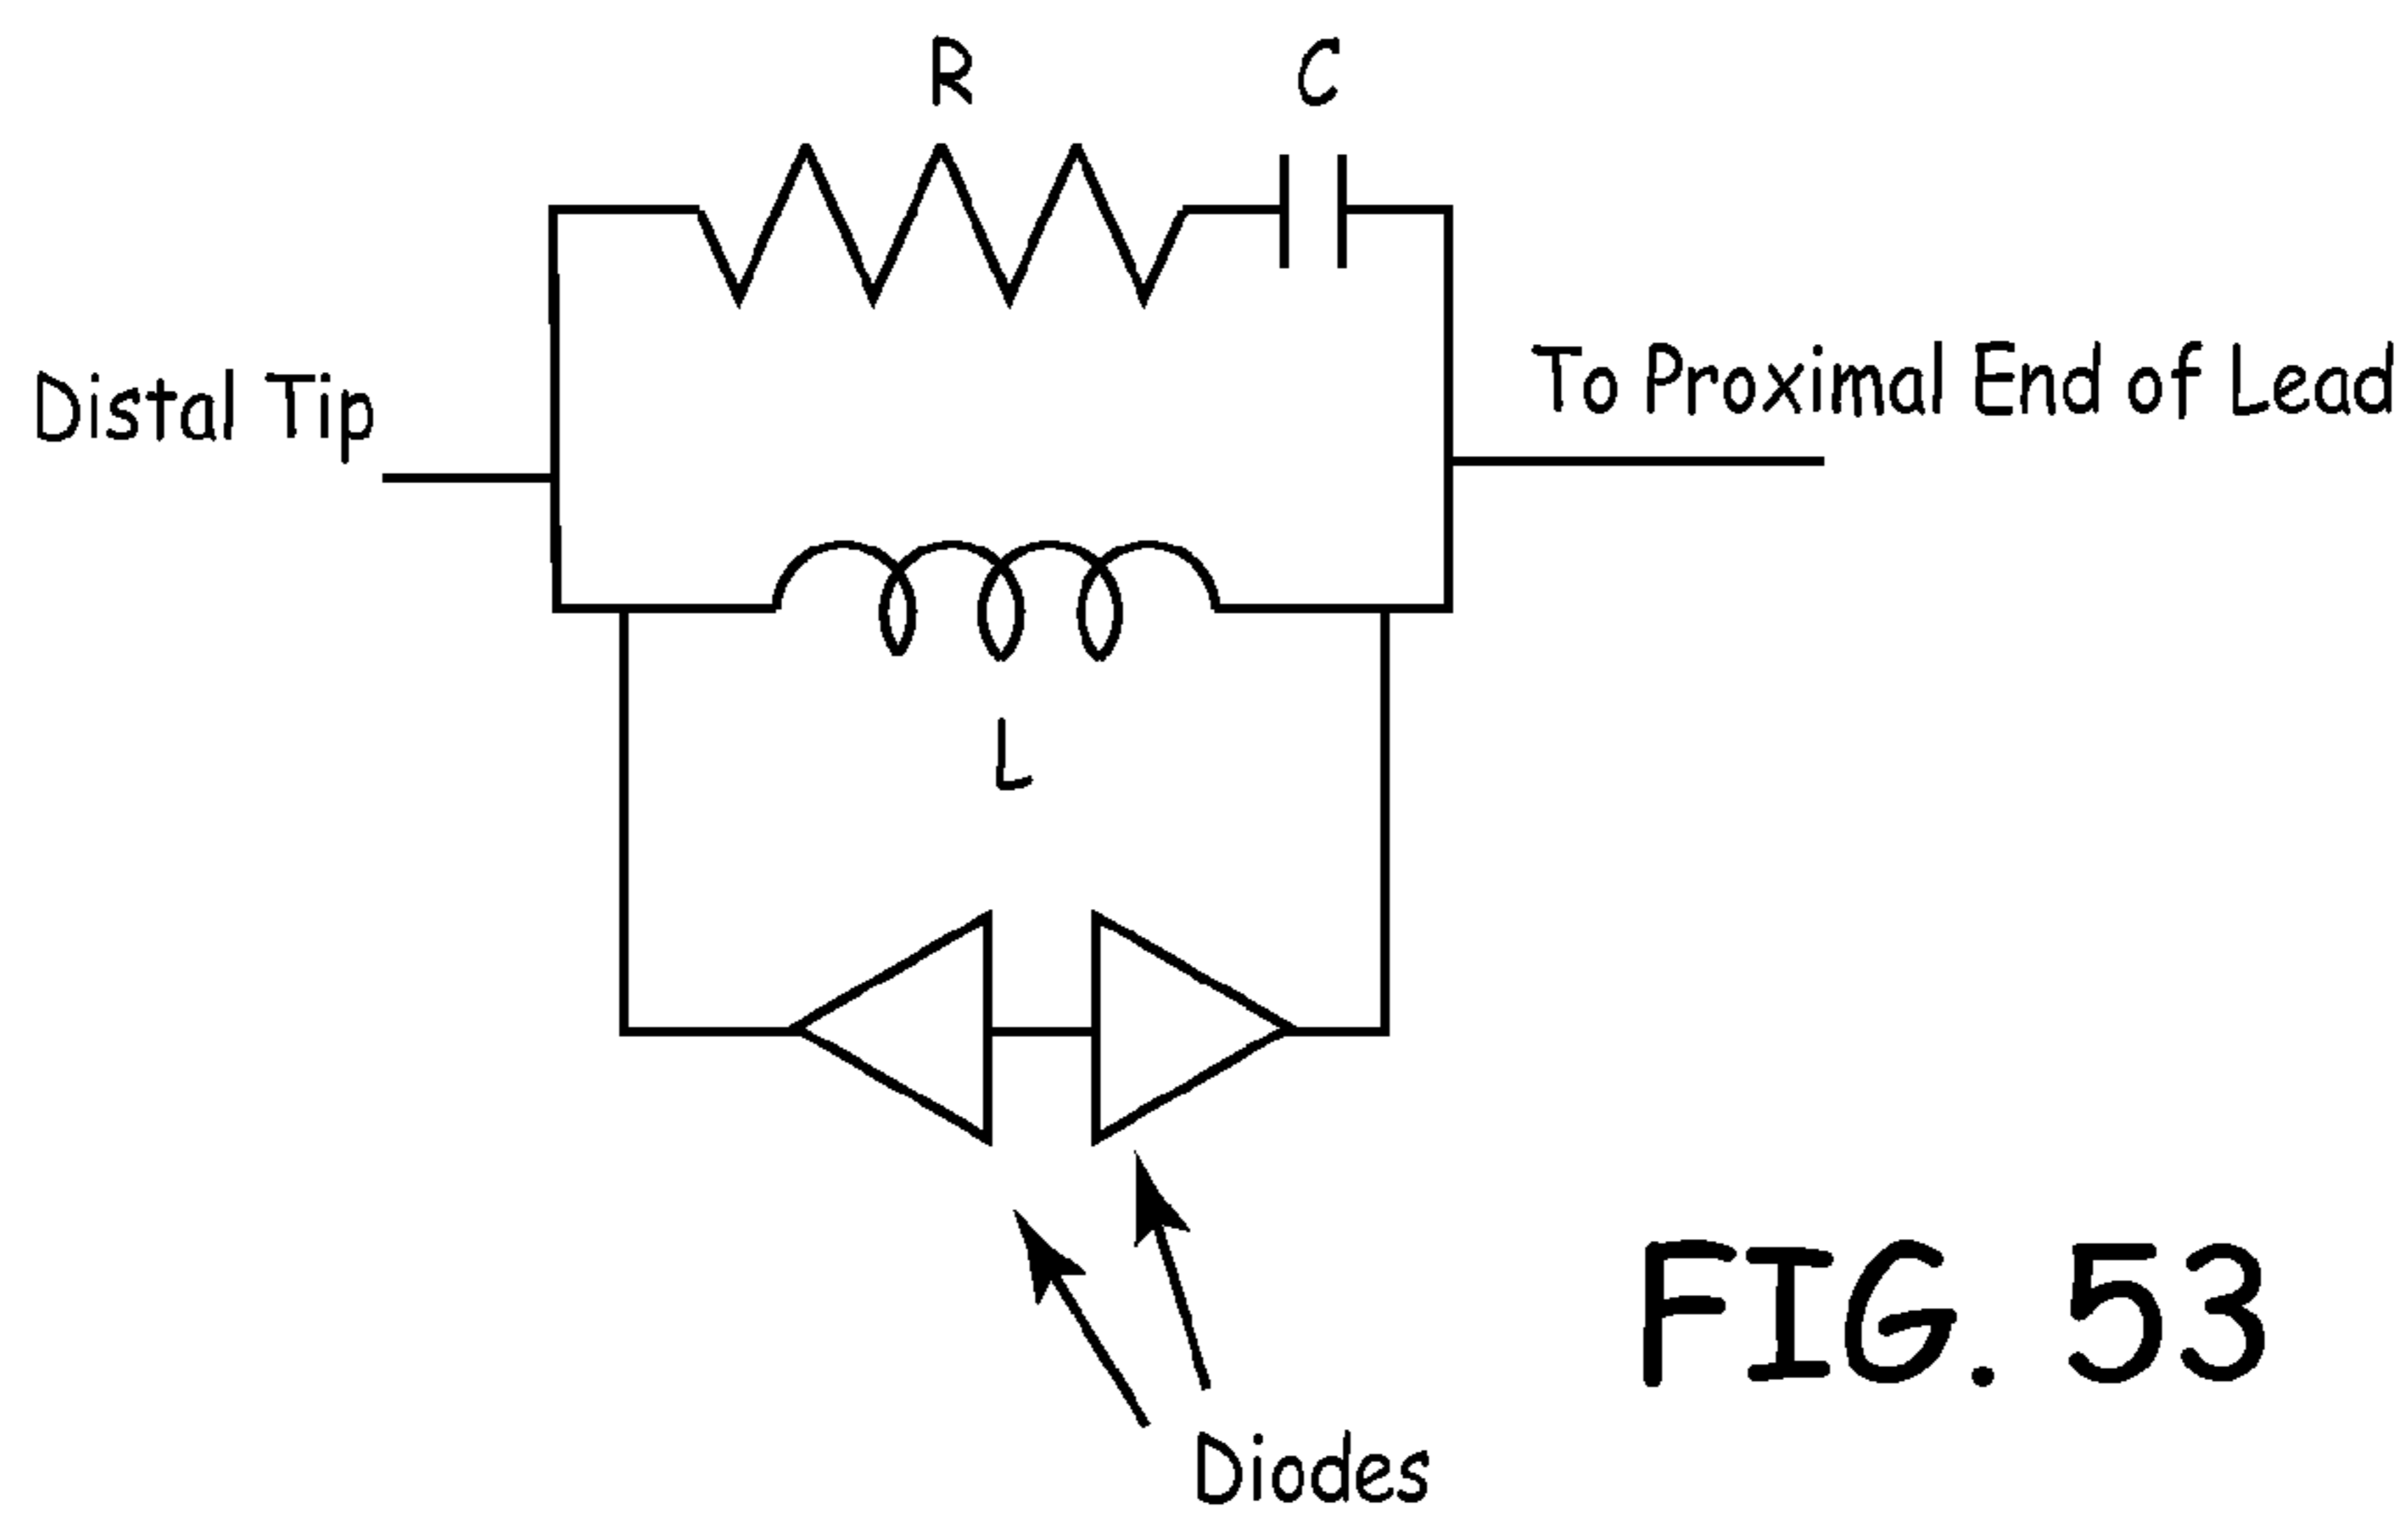 R
C
Distal Tip
To Proximal End of Lead
L
Diodes
FIG. 53